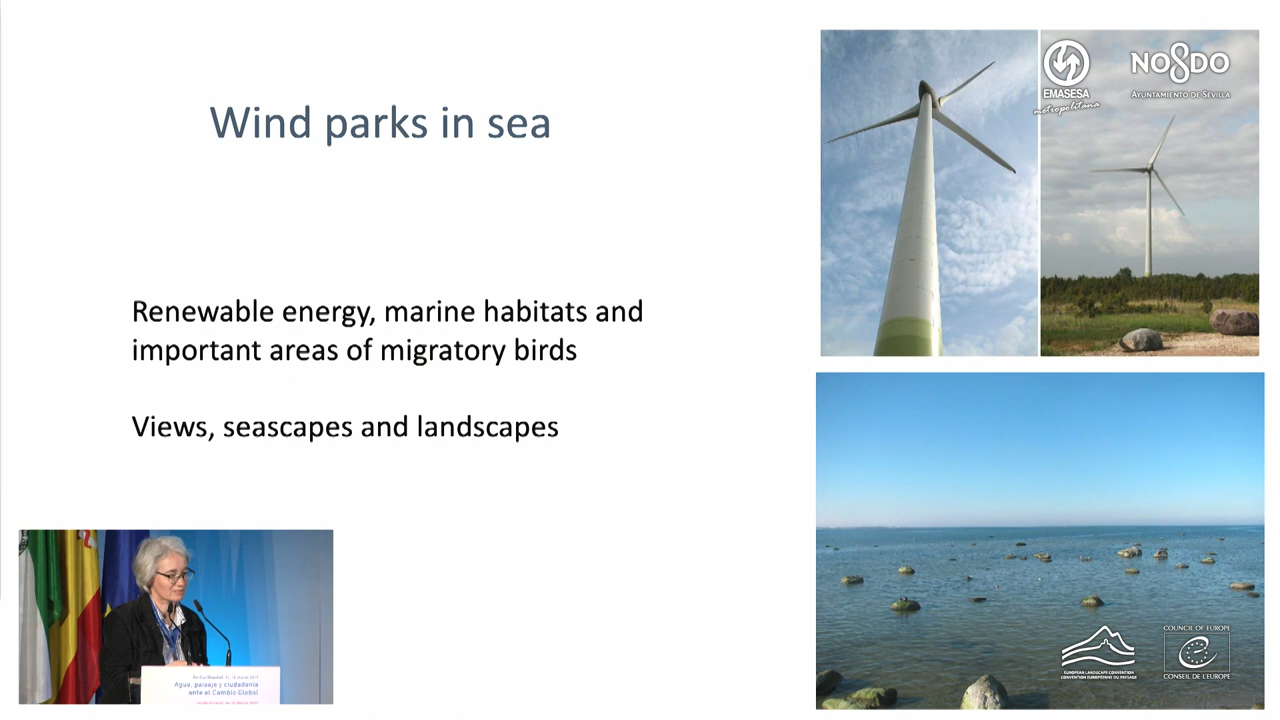 Wind parks in sea
EMASESA
metropolitana
NO8DO
AYUNTAMIENTO DE SEVILLA
Renewable energy, marine habitats and
important areas of migratory birds
Views, seascapes and landscapes
Agua, paisaje y ciudadanía
ante el Cambio Global
EUROPEAN LANDSCAPE CONVENTION
CONVENTION EUROPÉENNE DU PAYSAGE
COUNCIL OF EUROPE
CONSEIL DE L'EUROPE